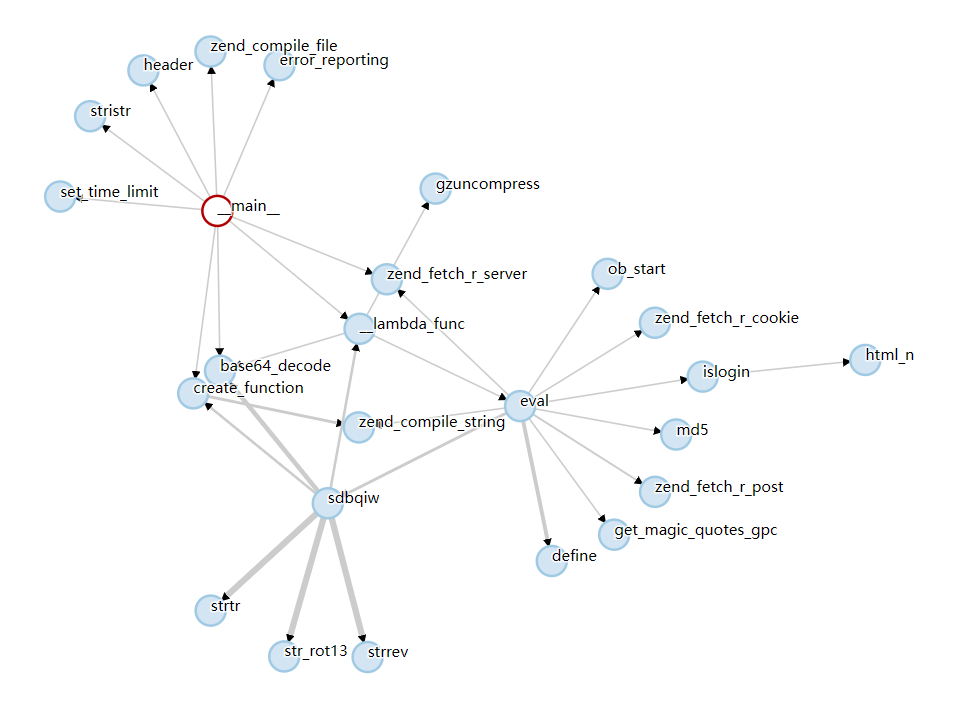 zend_compile_file
error_reporting
header
stristr
set_time_limit
__main__
gzuncompress
zend_fetch_r_server
ob_start
zend_fetch_r_cookie
__lambda_func
html_n
base64_decode
islogin
create_function
eval
zend_compile_string
md5
zend_fetch_r_post
sdbqiw
get_magic_quotes_gpc
define
strtr
str_rot13
strrev